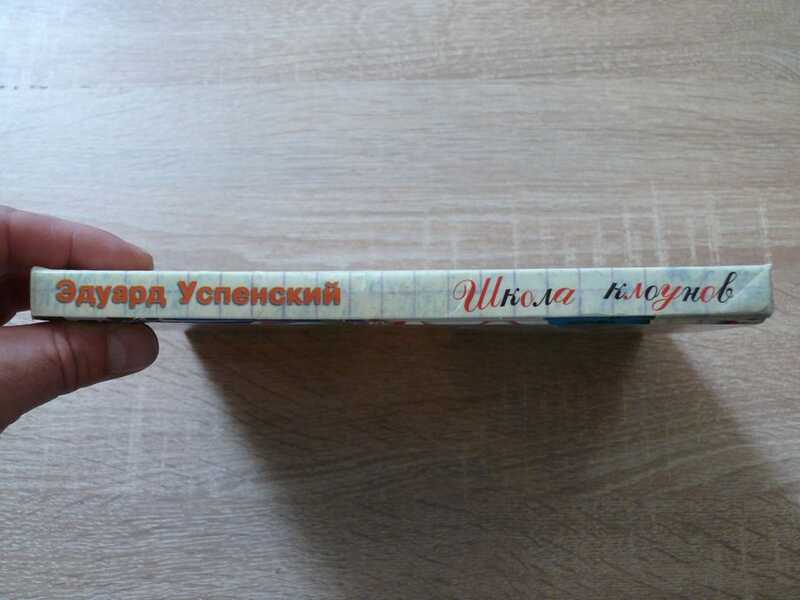 Эдуард Успенский Школа клоунов